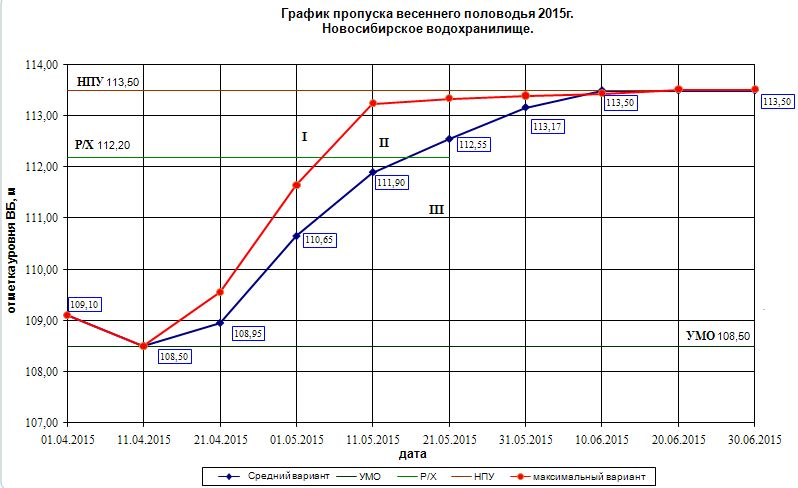 График пропуска весеннего половодья 2015г.
Новосибирское водохранилище.
отметка уровня ВБ, м
114,00
113,00
112,00
111,00
110,00
109,00
108,00
107,00
НПУ 113,50
Р/Х 112,20
УМО 108,50
I
II
III
109,10
108,50
108,95
110,65
111,90
112,55
113,17
113,50
113,50
01.04.2015
11.04.2015
21.04.2015
01.05.2015
11.05.2015
21.05.2015
31.05.2015
10.06.2015
20.06.2015
30.06.2015
дата
Средний вариант
УМО
Р/Х
НПУ
максимальный вариант